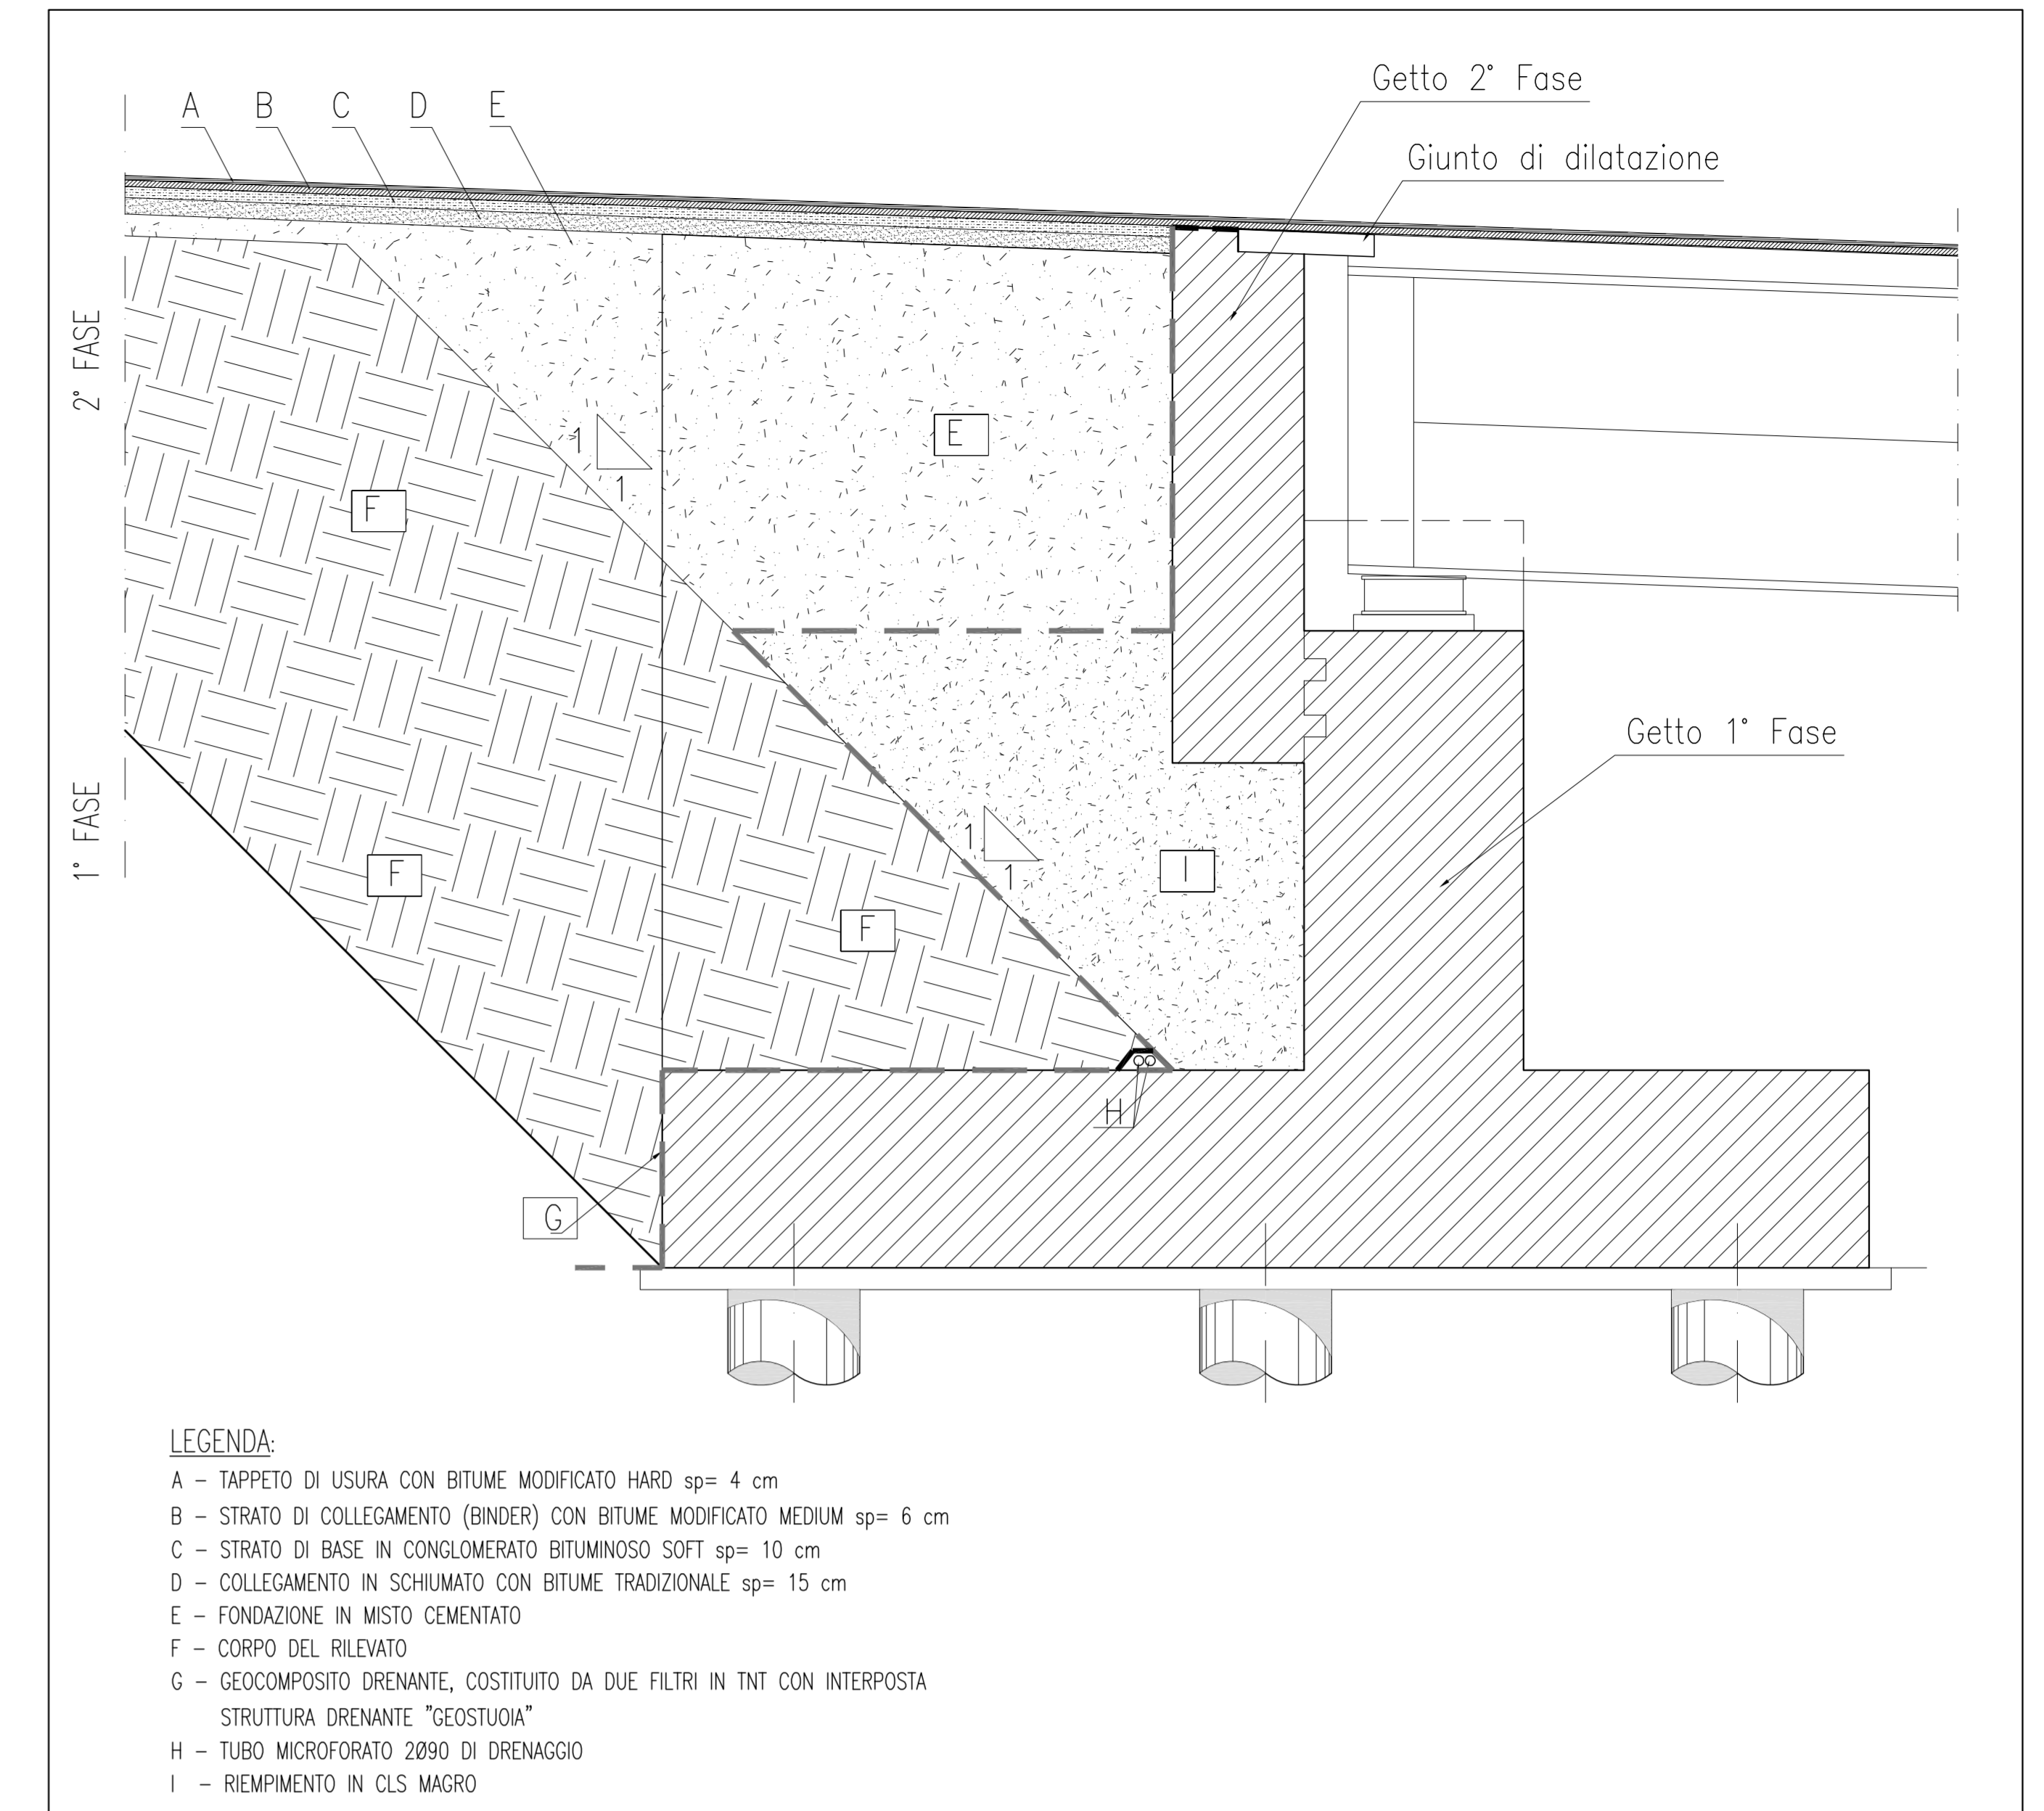 Getto 2° Fase
A B C D E
Giunto di dilatazione
2° FASE
E
1
1
F
Getto 1° Fase
1° FASE
1
1
I
F
F
H
G
LEGENDA:
A – TAPPETO DI USURA CON BITUME MODIFICATO HARD sp= 4 cm
B – STRATO DI COLLEGAMENTO (BINDER) CON BITUME MODIFICATO MEDIUM sp= 6 cm
C – STRATO DI BASE IN CONGLOMERATO BITUMINOSO SOFT sp= 10 cm
D – COLLEGAMENTO IN SCHIUMATO CON BITUME TRADIZIONALE sp= 15 cm
E – FONDAZIONE IN MISTO CEMENTATO
F – CORPO DEL RILEVATO
G – GEOCOMPOSITO DRENANTE, COSTITUITO DA DUE FILTRI IN TNT CON INTERPOSTA
STRUTTURA DRENANTE "GEOSTUOIA"
H – TUBO MICROFORATO 2Ø90 DI DRENAGGIO
I – RIEMPIMENTO IN CLS MAGRO